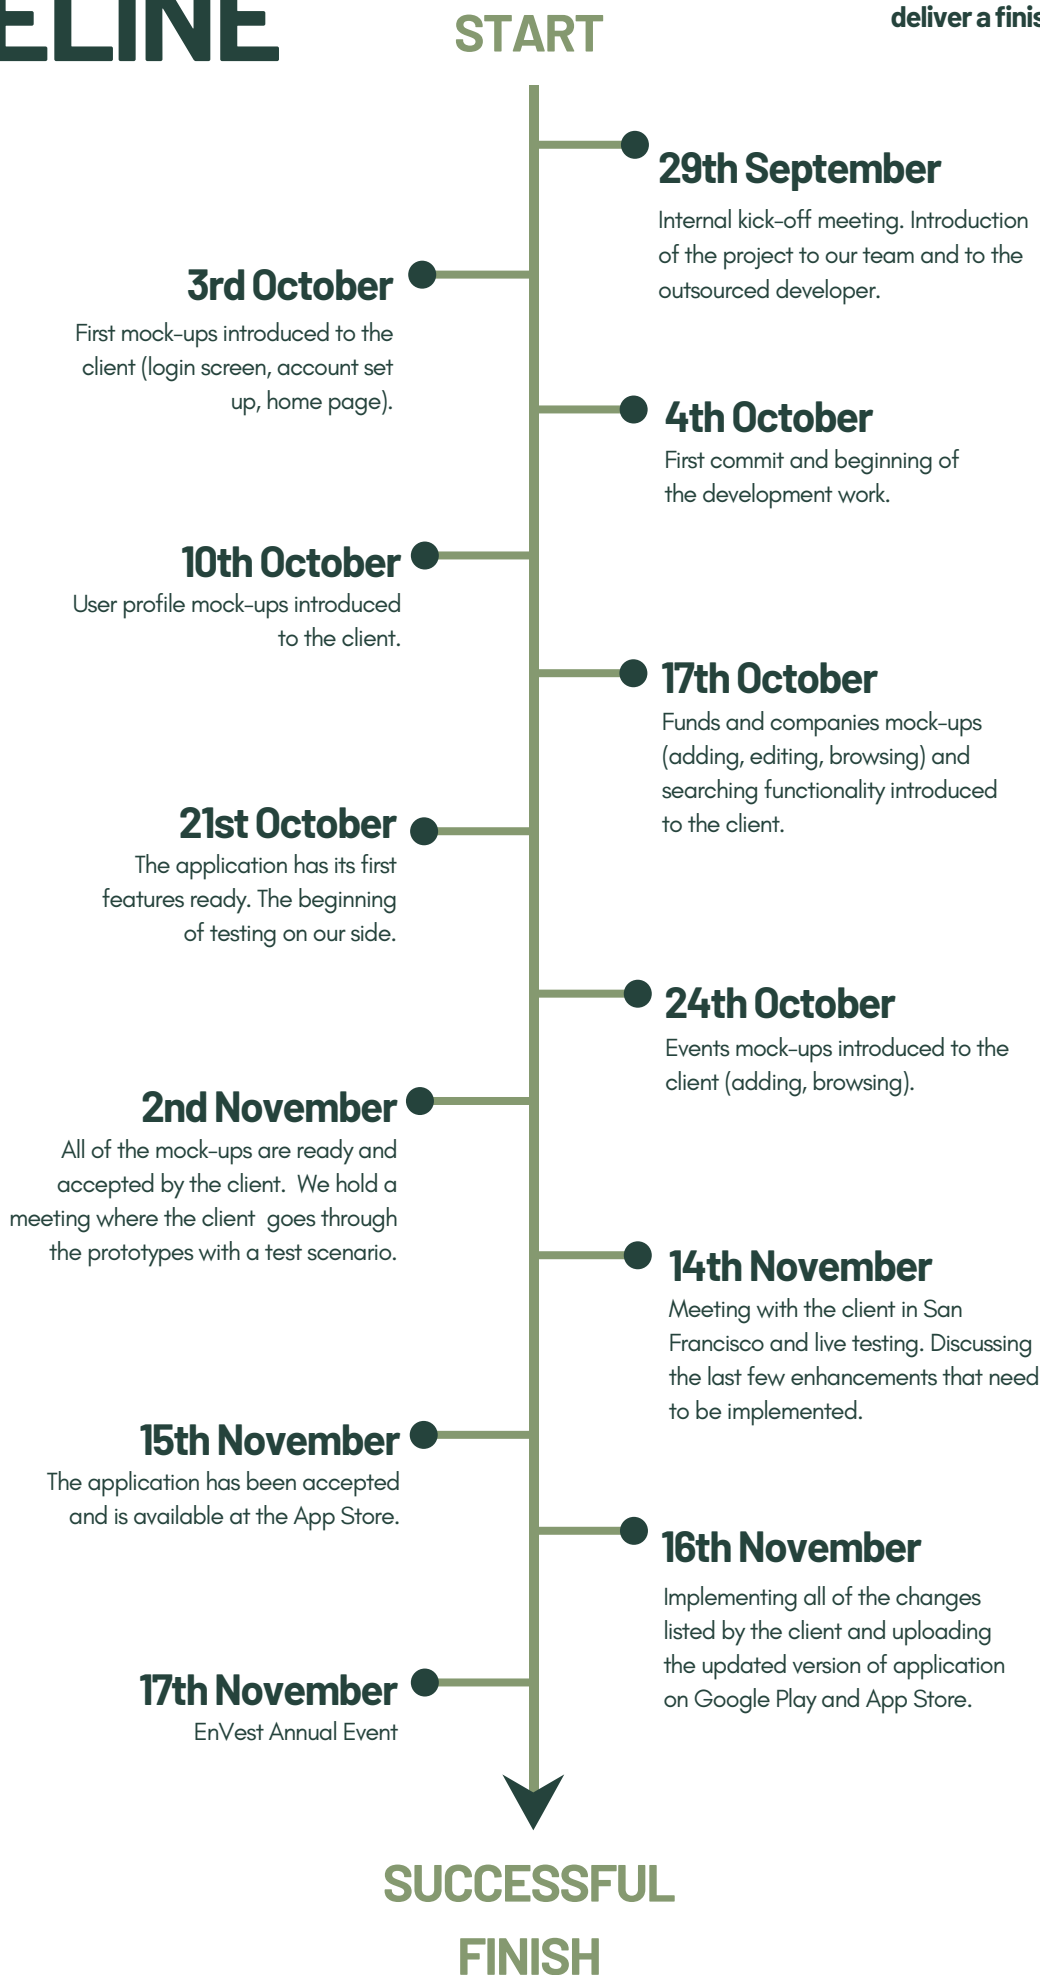 START
deliver a
29th September
Internal kick-off meeting. Introduction
of the project to our team and to the
outsourced developer.
3rd October
First mock-ups introduced to the
client (login screen, account set
up, home page).
4th October
First commit and beginning of
the development work.
10th October
User profile mock-ups introduced
to the client.
17th October
Funds and companies mock-ups
(adding, editing, browsing) and
searching functionality introduced
to the client.
21st October
The application has its first
features ready. The beginning
of testing on our side.
24th October
Events mock-ups introduced to the
client (adding, browsing).
2nd November
All of the mock-ups are ready and
accepted by the client.  We hold a
meeting where the client  goes through
the prototypes with a test scenario.
14th November
Meeting with the client in San
Francisco and live testing. Discussing
the last few enhancements that need
to be implemented.
15th November
The application has been accepted
and is available at the App Store.
16th November
Implementing all of the changes
listed by the client and uploading
the updated version of application
on Google Play and App Store.
17th November
EnVest Annual Event
SUCCESSFUL
FINISH